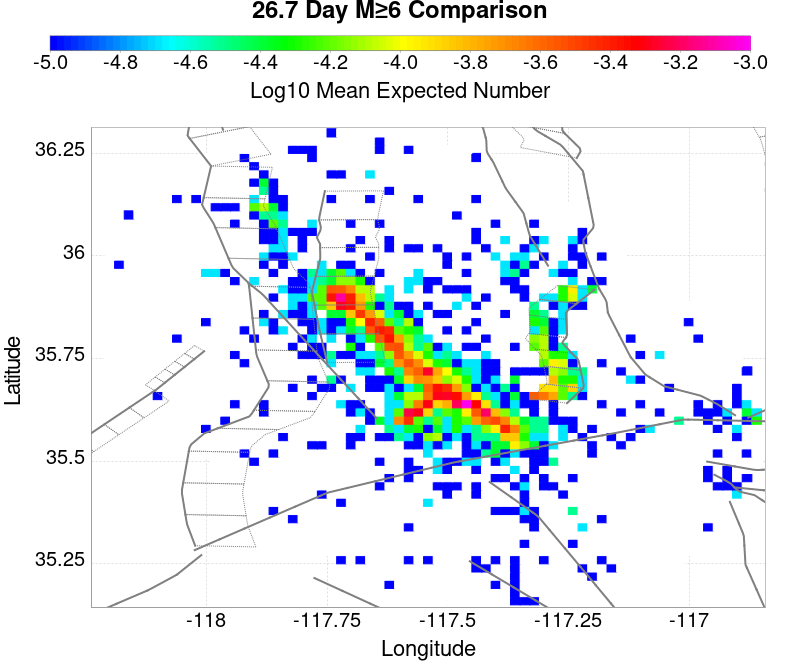 26.7 Day M≥6 Comparison
-5.0 -4.8 -4.6 -4.4 -4.2 -4.0 -3.8 -3.6 -3.4 -3.2 -3.0
Log10 Mean Expected Number
36.25
36
35.75
35.5
35.25
Latitude
-118 -117.75 -117.5 -117.25 -117
Longitude